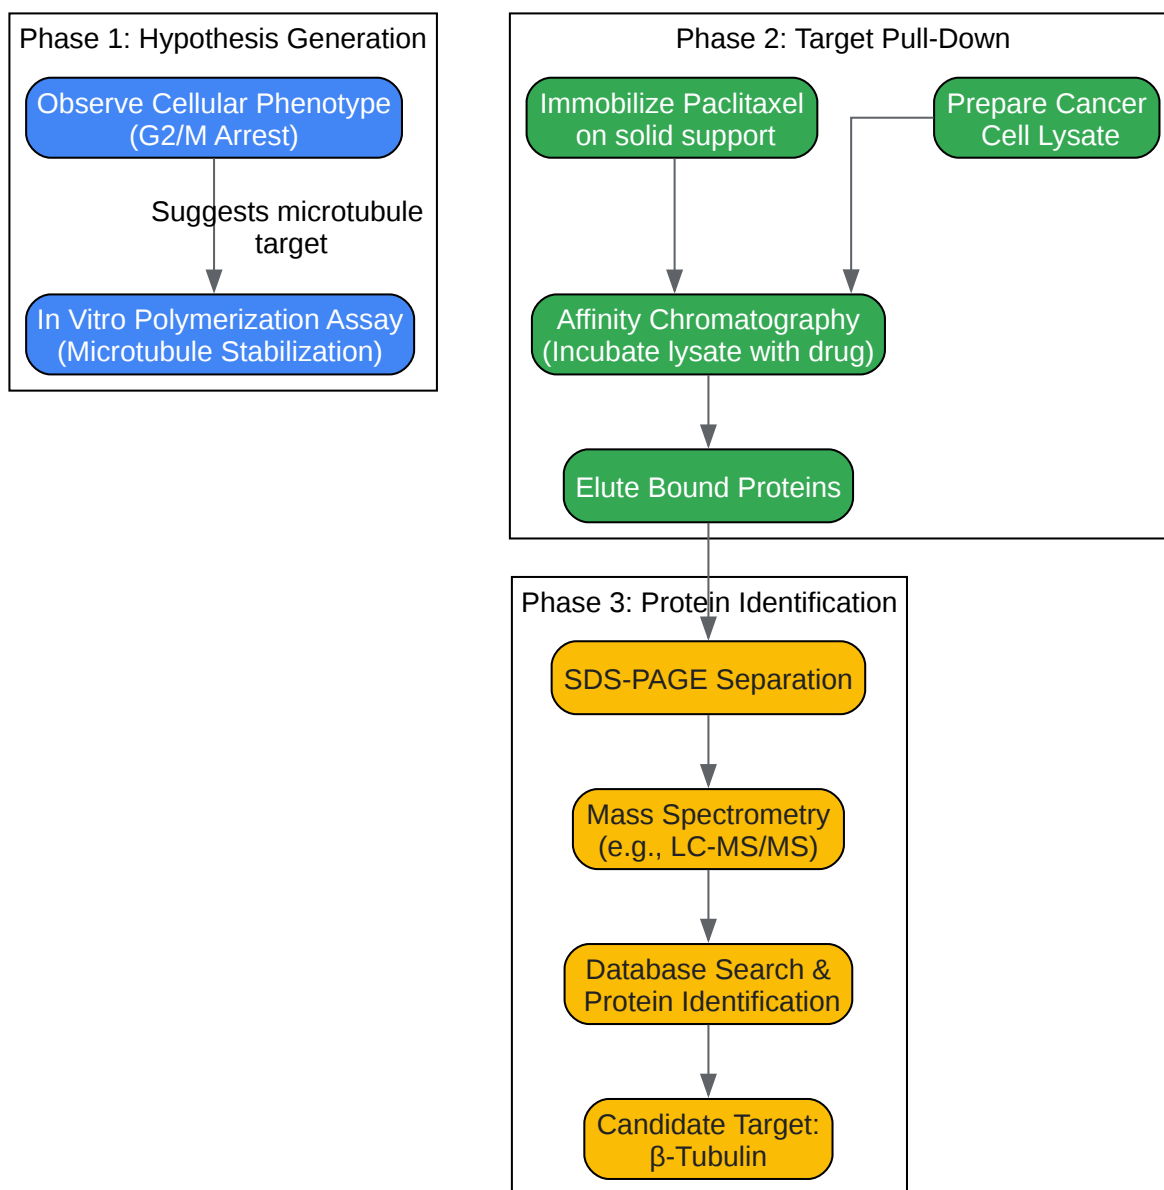 Phase 1: Hypothesis Generation
Observe Cellular Phenotype
(G2/M Arrest)
Suggests microtubule
target
In Vitro Polymerization Assay
(Microtubule Stabilization)
Phase 2: Target Pull-Down
Immobilize Paclitaxel
on solid support
Prepare Cancer
Cell Lysate
Affinity Chromatography
(Incubate lysate with drug)
Elute Bound Proteins
Phase 3: Protein Identification
SDS-PAGE Separation
Mass Spectrometry
(e.g., LC-MS/MS)
Database Search &
Protein Identification
Candidate Target:
β-Tubulin